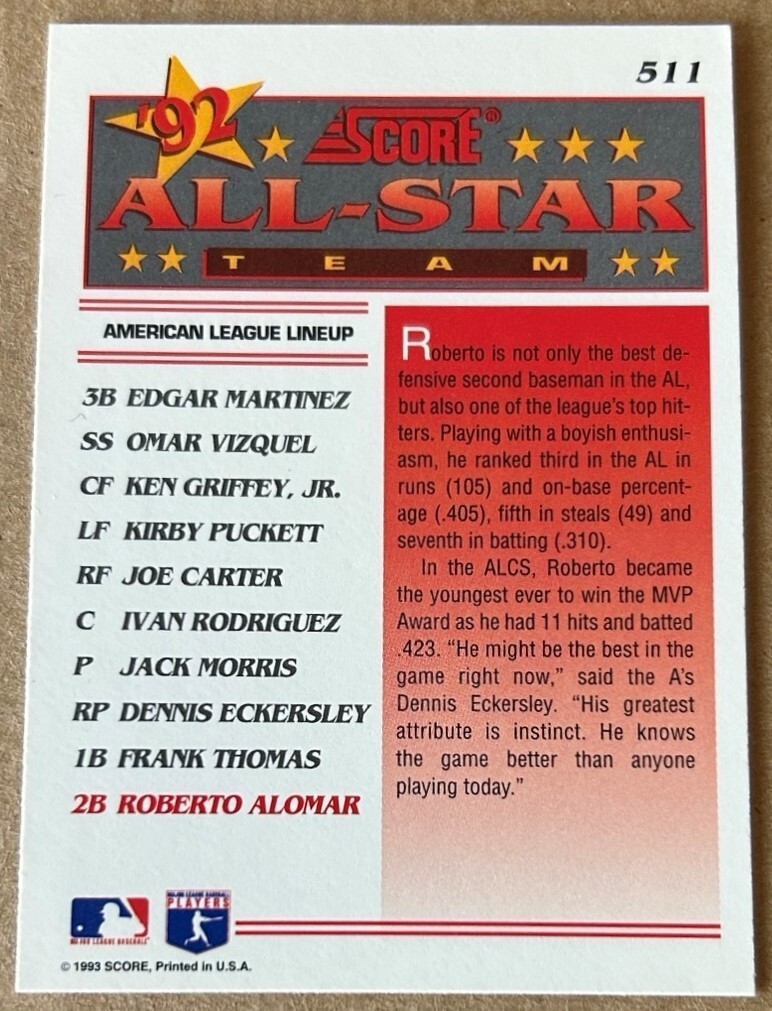 511
'92
SCORE®
ALL-STAR
TEAM
AMERICAN LEAGUE LINEUP
3B EDGAR MARTINEZ
SS OMAR VIZQUEL
CF KEN GRIFFEY, JR.
LF KIRBY PUCKETT
RF JOE CARTER
C IVAN RODRIGUEZ
P JACK MORRIS
RP DENNIS ECKERSLEY
1B FRANK THOMAS
2B ROBERTO ALOMAR
Roberto is not only the best de-
fensive second baseman in the AL,
but also one of the league's top hit-
ters. Playing with a boyish enthusi-
asm, he ranked third in the AL in
runs (105) and on-base percent-
age (.405), fifth in steals (49) and
seventh in batting (.310).
In the ALCS, Roberto became
the youngest ever to win the MVP
Award as he had 11 hits and batted
.423. “He might be the best in the
game right now,” said the A's
Dennis Eckersley. “His greatest
attribute is instinct. He knows
the game better than anyone
playing today.”
MAJOR LEAGUE BASEBALL®
MAJOR LEAGUE BASEBALL
PLAYERS
© 1993 SCORE, Printed in U.S.A.